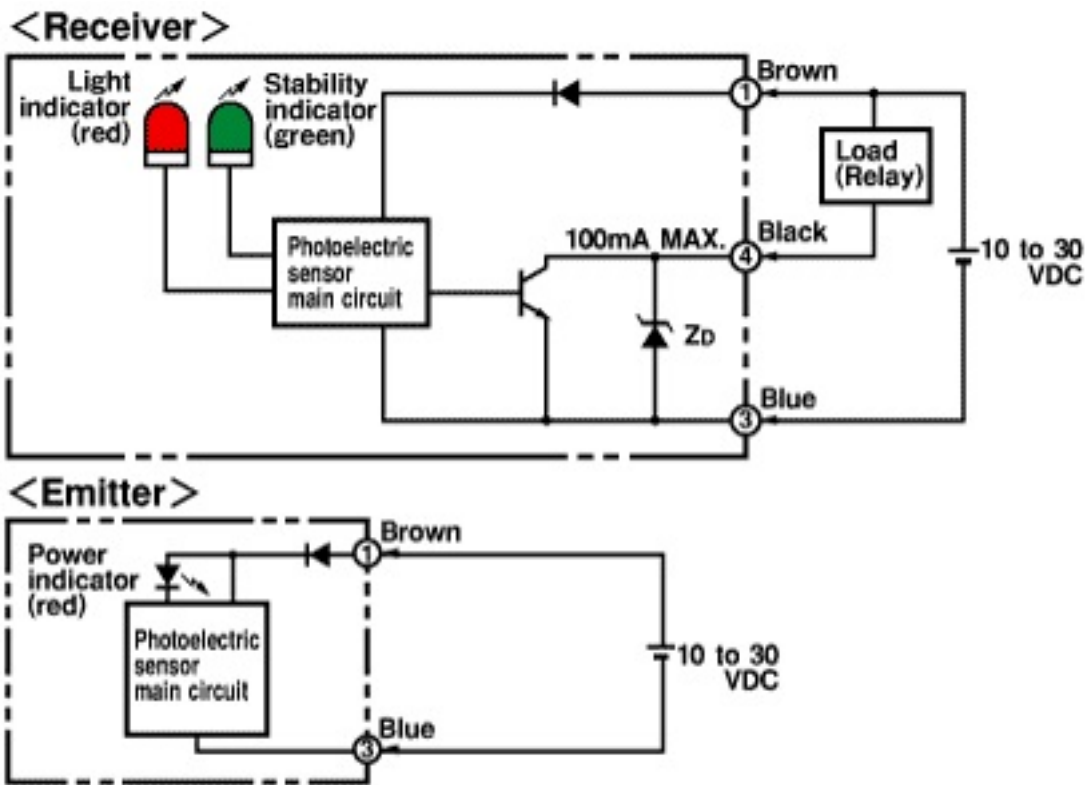 <Receiver>
Light
indicator
(red)
Stability
indicator
(green)
Photoelectric
sensor
main circuit
100mA MAX.
ZD
1
Brown
Load
(Relay)
4
Black
10 to 30
VDC
3
Blue
<Emitter>
Power
indicator
(red)
Photoelectric
sensor
main circuit
1
Brown
10 to 30
VDC
3
Blue